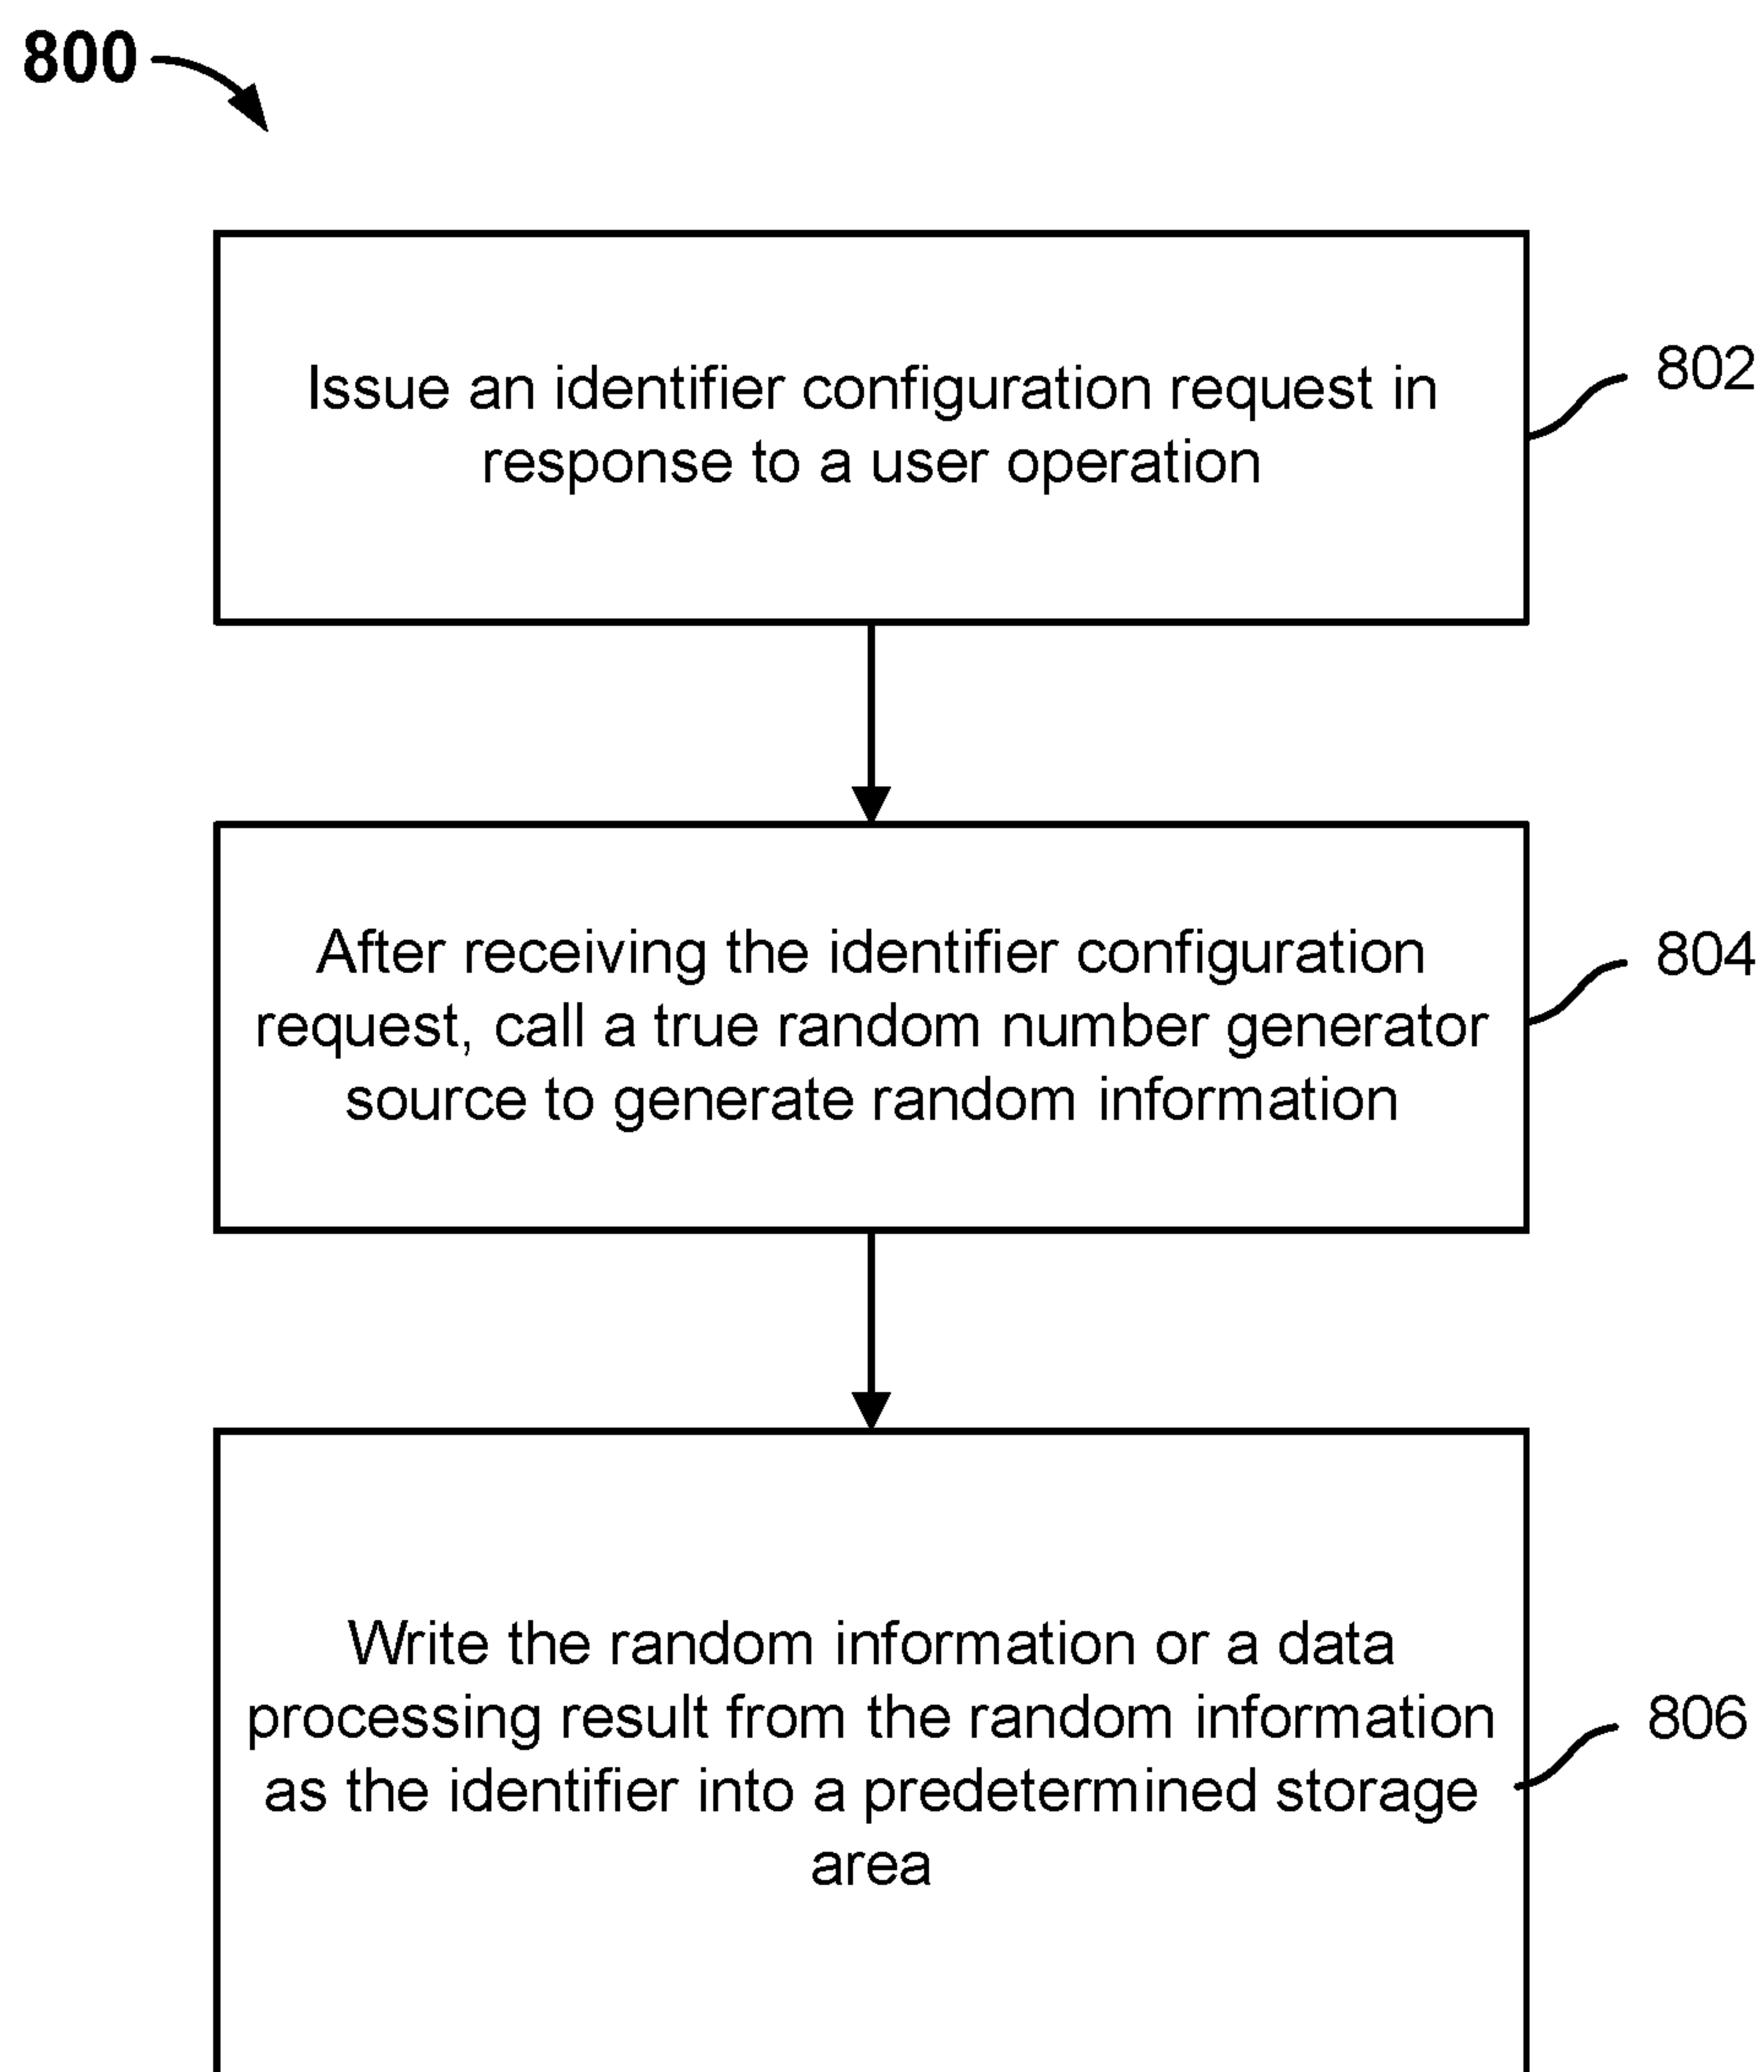 800
Issue an identifier configuration request in
response to a user operation
802
After receiving the identifier configuration
request, call a true random number generator
source to generate random information
804
Write the random information or a data
processing result from the random information
as the identifier into a predetermined storage
area
806